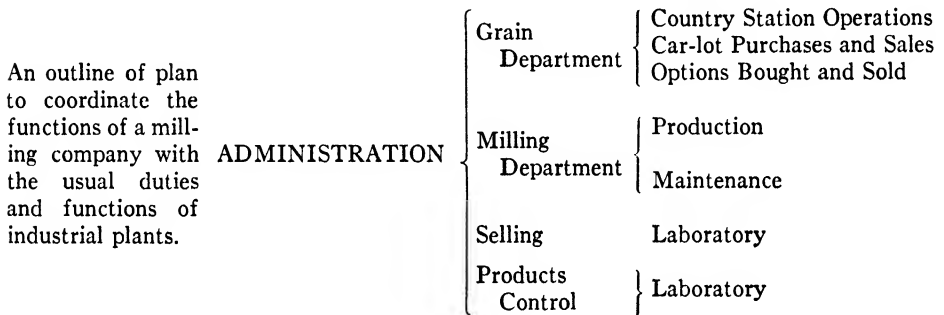 An outline of plan
to coordinate the
functions of a mill-
ing company with
the usual duties
and functions of
industrial plants.
ADMINISTRATION
Grain
Department
Country Station Operations
Car-lot Purchases and Sales
Options Bought and Sold
Milling
Department
Production
Maintenance
Selling
Laboratory
Products
Control
Laboratory